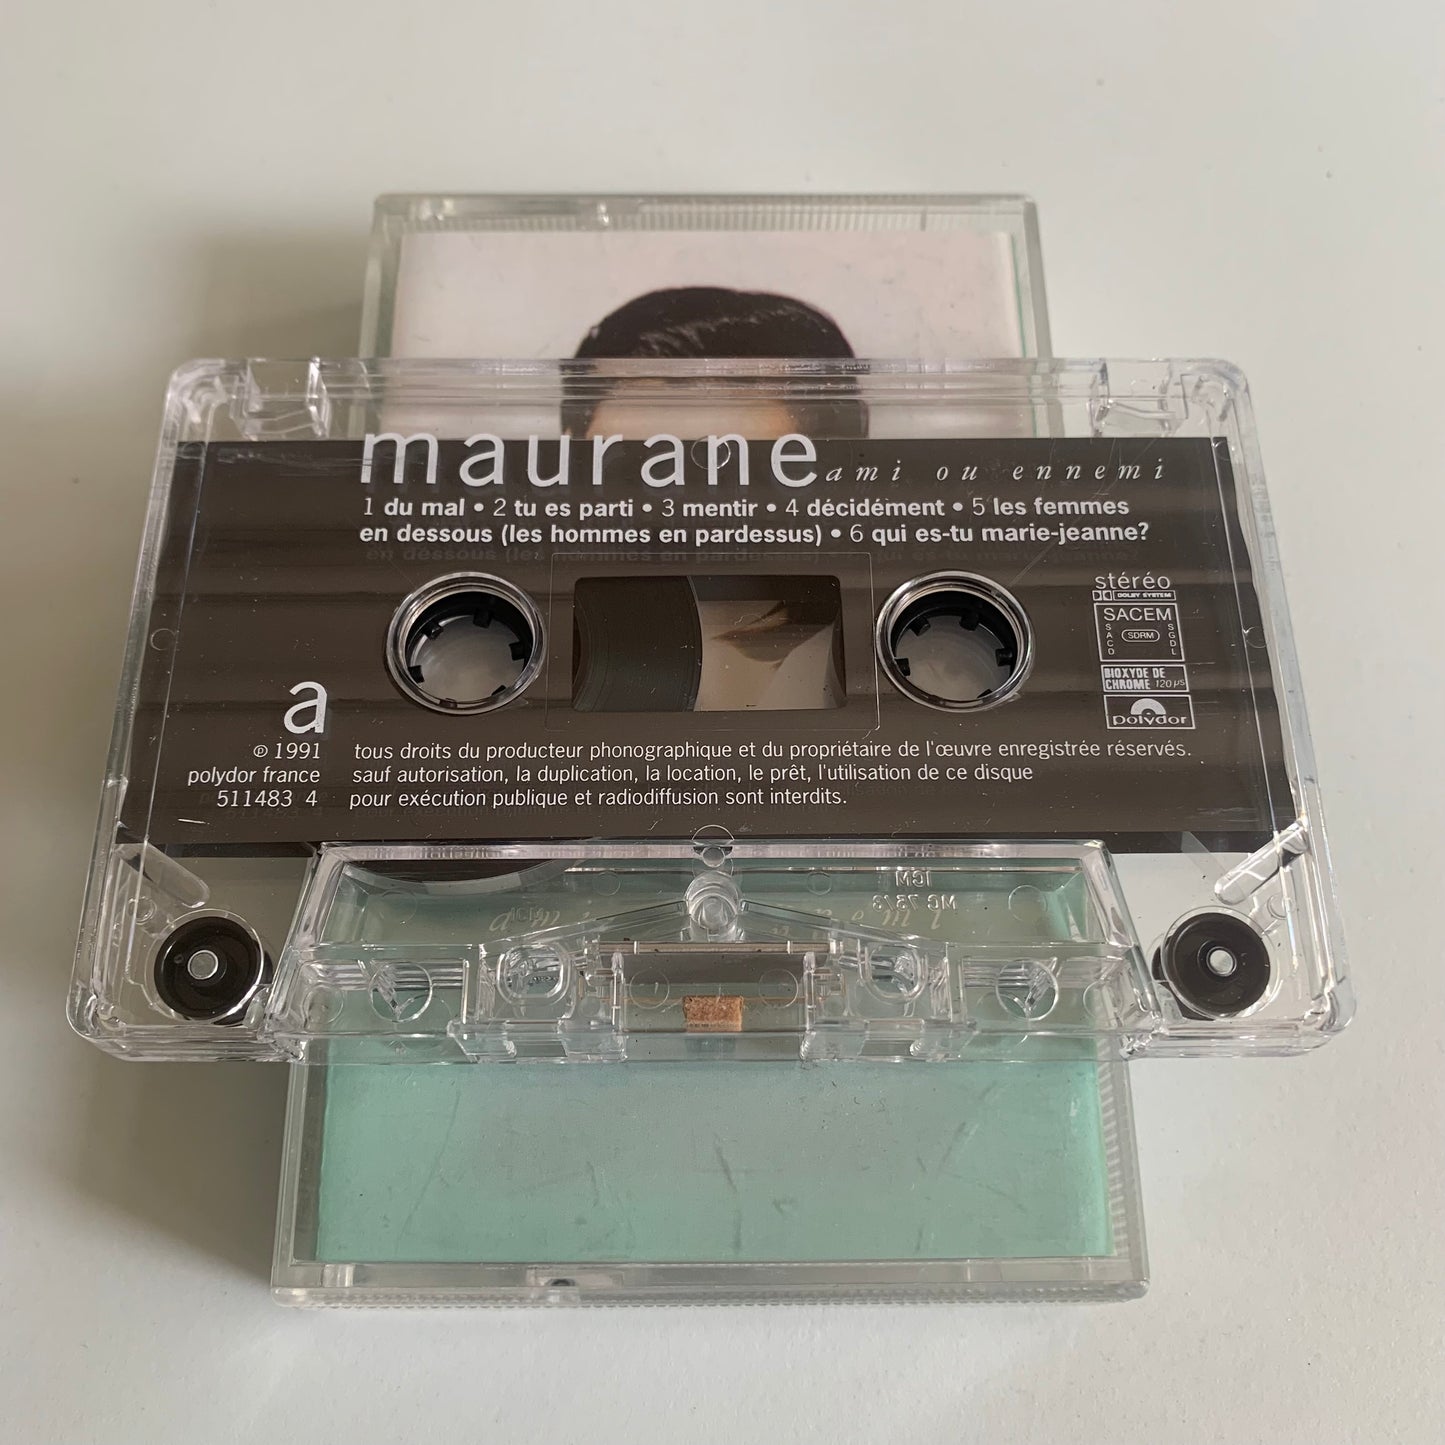 maurane ami ou ennemi
1 du mal • 2 tu es parti • 3 mentir • 4 décidément • 5 les femmes
en dessous (les hommes en pardessus) • 6 qui es-tu marie-jeanne?
stéréo
DOLBY SYSTEM
SACEM
SACD
SDRM
SGDL
BIOXYDE DE
CHROME 120 µs
polydor
a
℗ 1991
polydor france
511483 4
tous droits du producteur phonographique et du propriétaire de l'œuvre enregistrée réservés.
sauf autorisation, la duplication, la location, le prêt, l'utilisation de ce disque
pour exécution publique et radiodiffusion sont interdits.
ICM